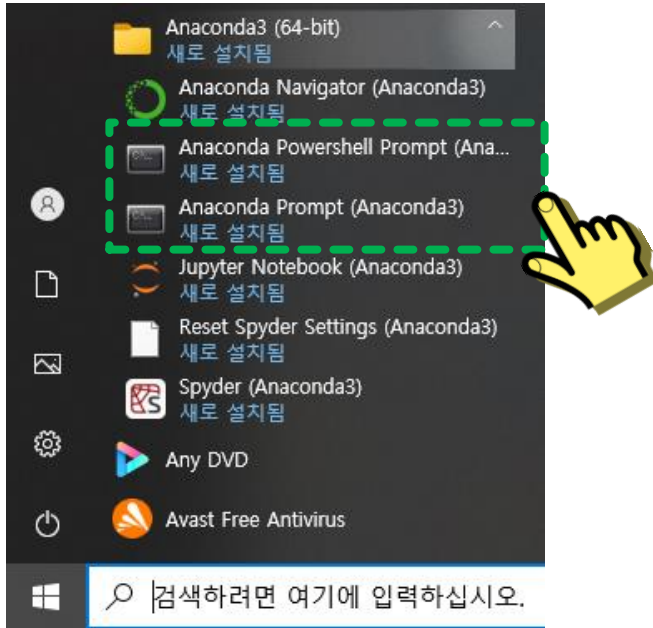 Anaconda3 (64-bit)
새로 설치됨
Anaconda Navigator (Anaconda3)
새로 설치됨
Anaconda Powershell Prompt (Ana...
새로 설치됨
Anaconda Prompt (Anaconda3)
새로 설치됨
Jupyter Notebook (Anaconda3)
새로 설치됨
Reset Spyder Settings (Anaconda3)
새로 설치됨
Spyder (Anaconda3)
새로 설치됨
Any DVD
Avast Free Antivirus
검색하려면 여기에 입력하십시오.